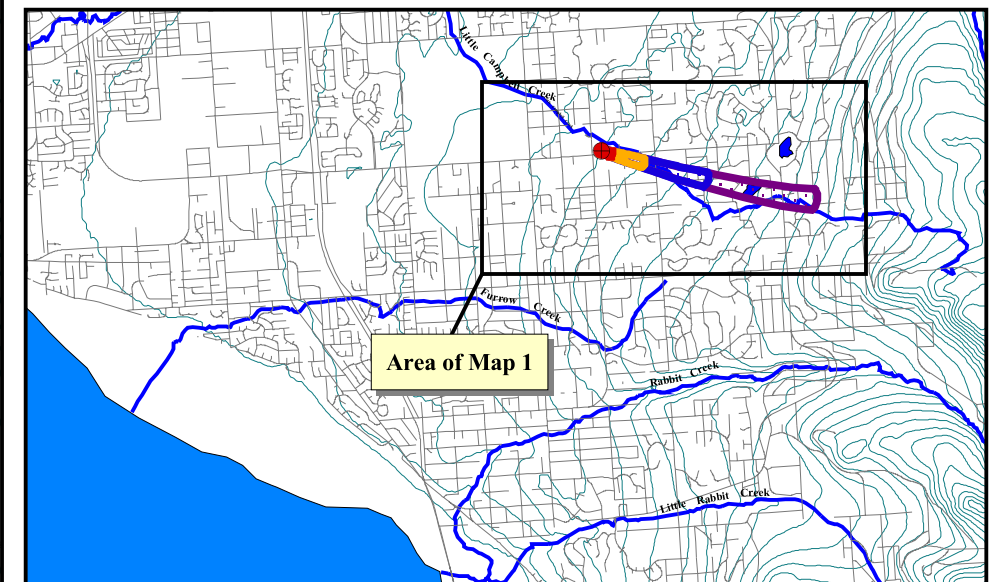 Little Campbell Creek
Furrow Creek
Area of Map 1
Rabbit Creek
Little Rabbit Creek